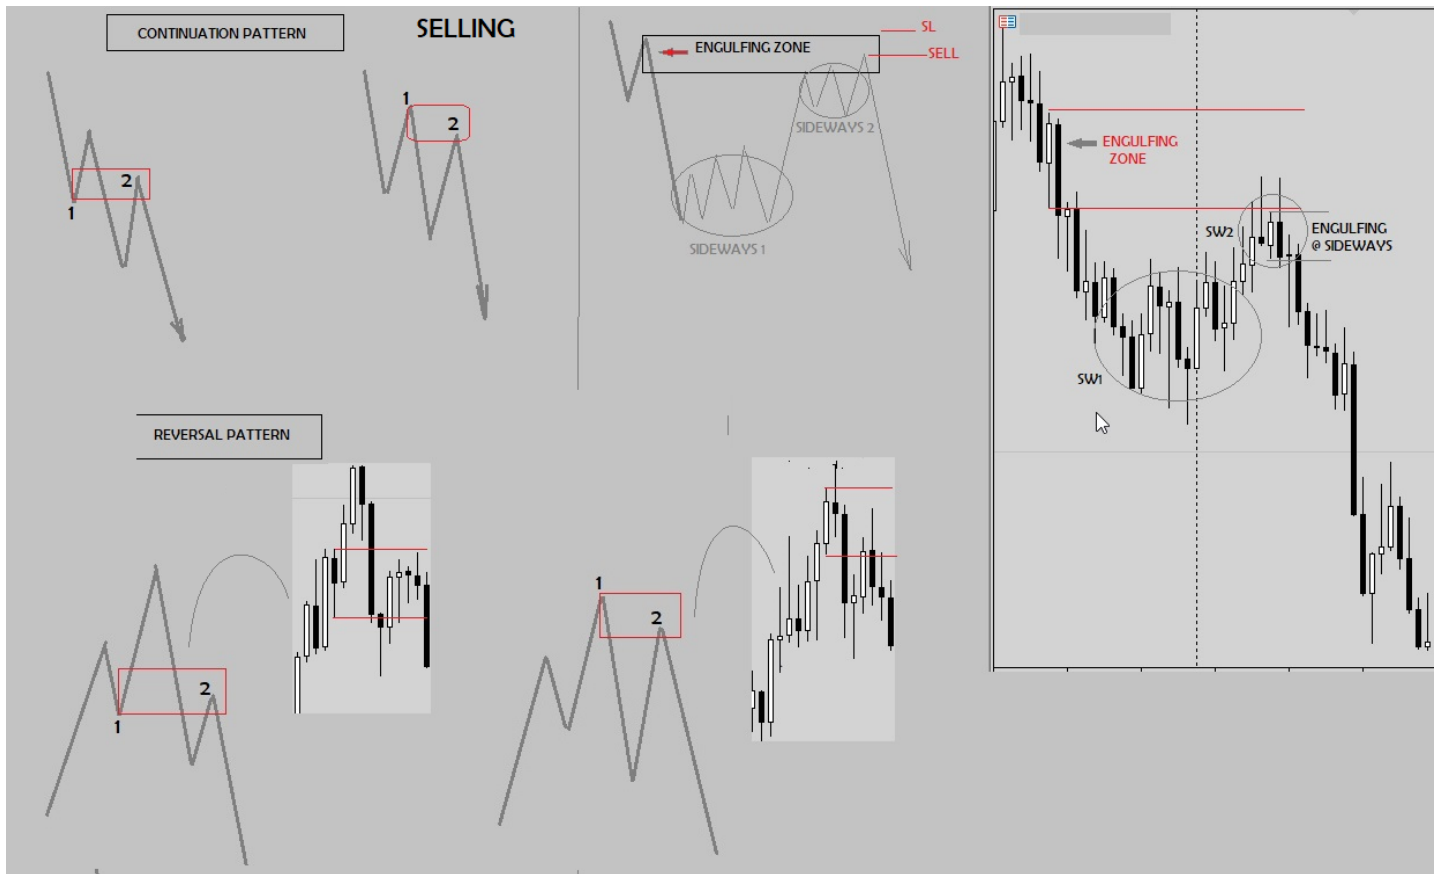 CONTINUATION PATTERN
SELLING
1
2
1
2
ENGULFING ZONE
SL
SELL
SIDEWAYS 2
SIDEWAYS 1
ENGULFING
ZONE
SW2
ENGULFING
@ SIDEWAYS
SW1
REVERSAL PATTERN
1
2
1
2